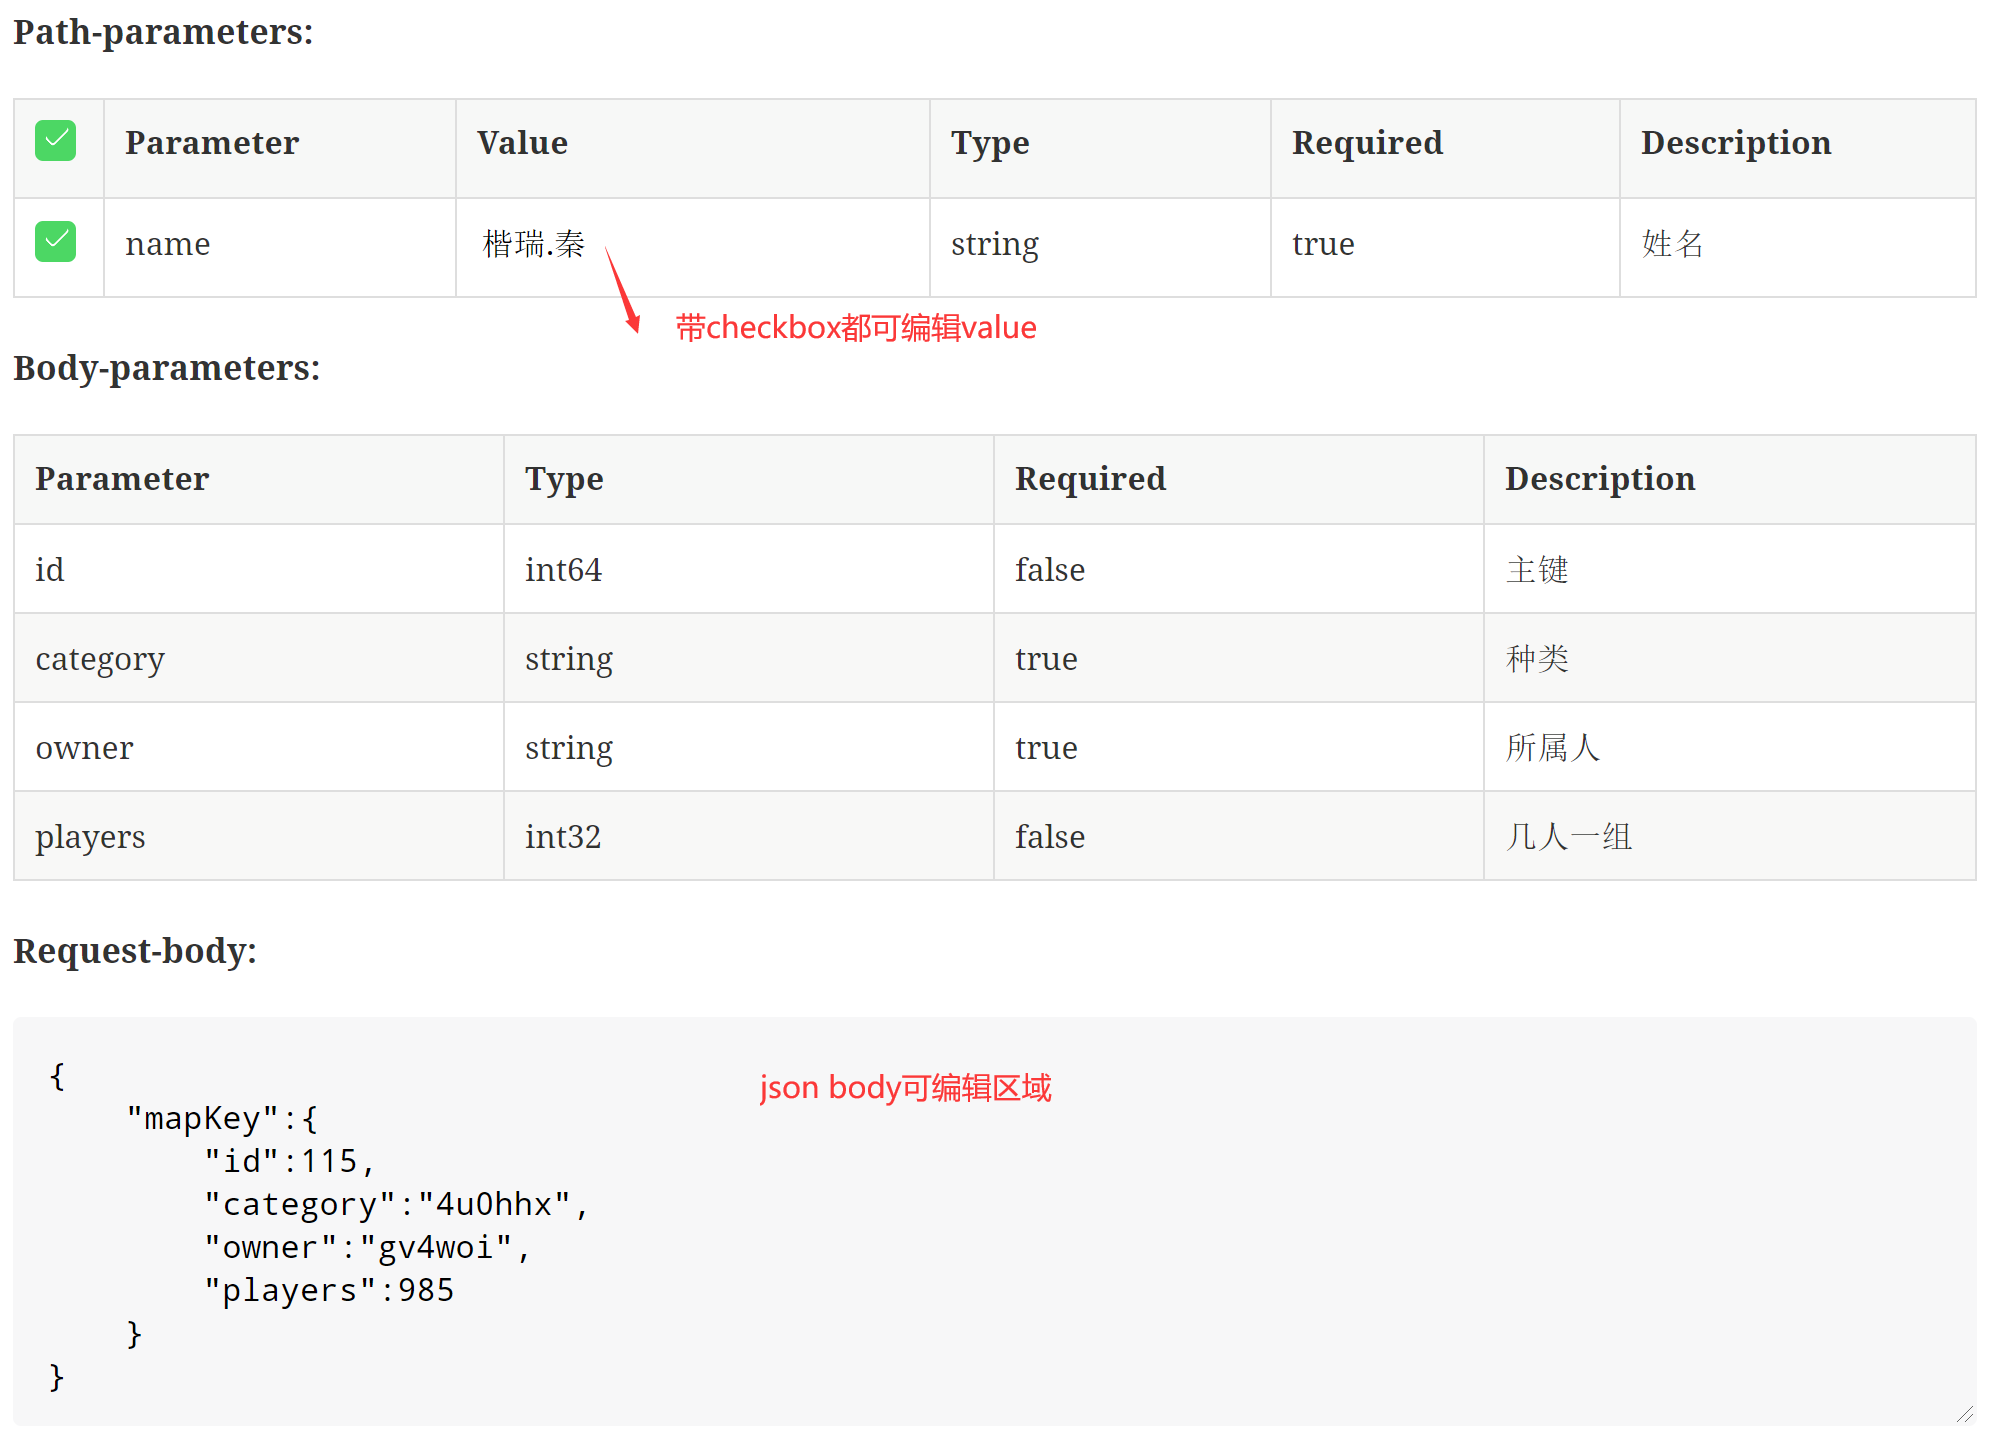 Path-parameters:
Parameter Value Type Required Description
name 楷瑞.秦 string true 姓名
带checkbox都可编辑value
Body-parameters:
Parameter Type Required Description
id int64 false 主键
category string true 种类
owner string true 所属人
players int32 false 几人一组
Request-body:
{
json body可编辑区域
"mapKey":{
"id":115,
"category":"4u0hhx",
"owner":"gv4woi",
"players":985
}
}